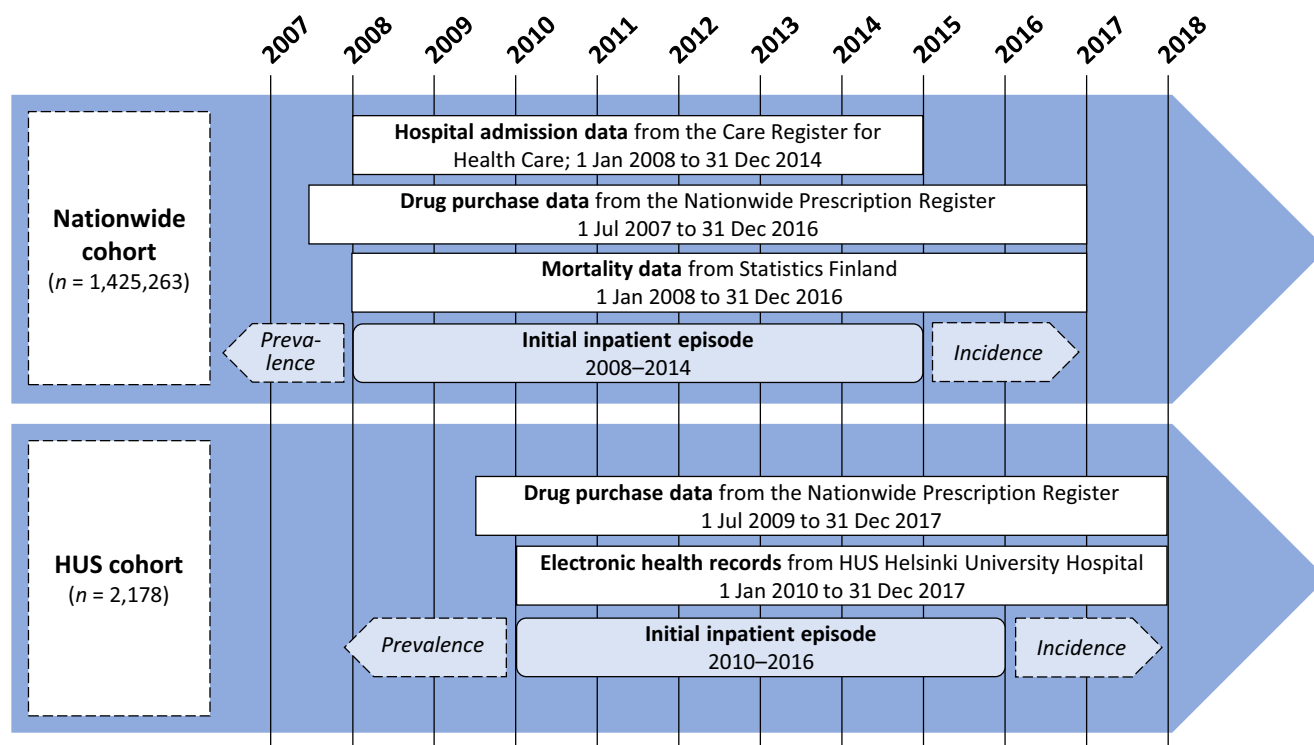 2007 2008 2009 2010 2011 2012 2013 2014 2015 2016 2017 2018
Nationwide
cohort
(n = 1,425,263)
Hospital admission data from the Care Register for
Health Care; 1 Jan 2008 to 31 Dec 2014
Drug purchase data from the Nationwide Prescription Register
1 Jul 2007 to 31 Dec 2016
Mortality data from Statistics Finland
1 Jan 2008 to 31 Dec 2016
Preva-
lence
Initial inpatient episode
2008–2014
Incidence
HUS cohort
(n = 2,178)
Drug purchase data from the Nationwide Prescription Register
1 Jul 2009 to 31 Dec 2017
Electronic health records from HUS Helsinki University Hospital
1 Jan 2010 to 31 Dec 2017
Prevalence
Initial inpatient episode
2010–2016
Incidence